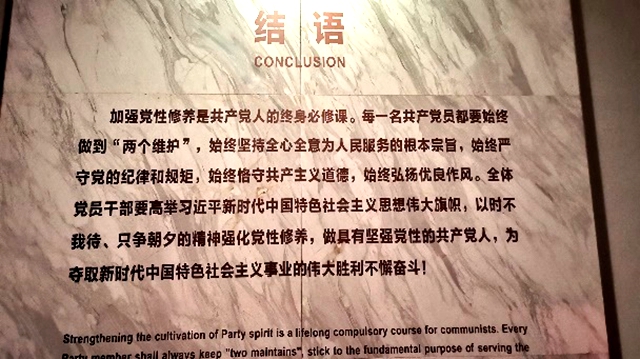 结 语
CONCLUSION
加强党性修养是共产党人的终身必修课。每一名共产党员都要始终
做到“两个维护”，始终坚持全心全意为人民服务的根本宗旨，始终严
守党的纪律和规矩，始终恪守共产主义道德，始终弘扬优良作风。全体
党员干部要高举习近平新时代中国特色社会主义思想伟大旗帜，以时不
我待、只争朝夕的精神强化党性修养，做具有坚强党性的共产党人，为
夺取新时代中国特色社会主义事业的伟大胜利不懈奋斗！
Strengthening the cultivation of Party spirit is a lifelong compulsory course for communists. Every
Party member shall always keep "two maintains", stick to the fundamental purpose of serving the